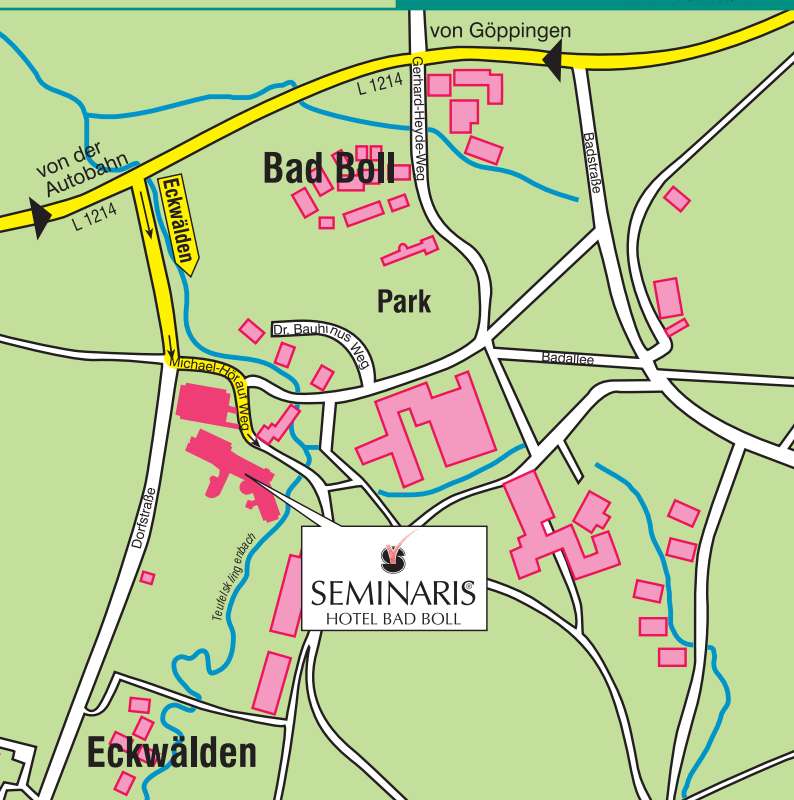 von Göppingen
L 1214
Gerhard-Heyde-Weg
Badstraße
von der
Autobahn
L 1214
Eckwälden
Bad Boll
Park
Dr. Bauhinus Weg
Badallee
Michael-Hörauf Weg
Dorfstraße
Teufelsklingenbach
S
SEMINARIS®
HOTEL BAD BOLL
Eckwälden